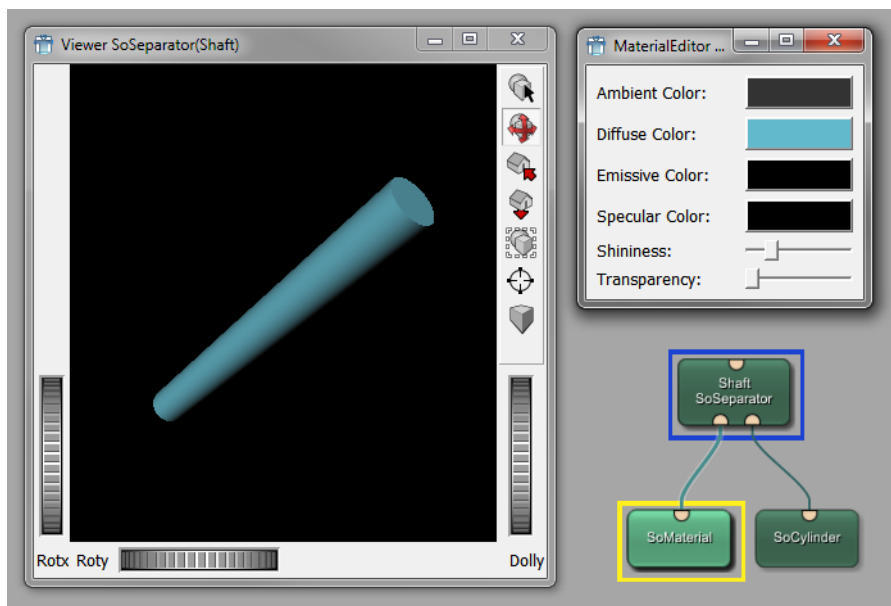 Viewer SoSeparator(Shaft)
Rotx Roty
Dolly
MaterialEditor ...
Ambient Color:
Diffuse Color:
Emissive Color:
Specular Color:
Shininess:
Transparency:
Shaft
SoSeparator
SoMaterial
SoCylinder